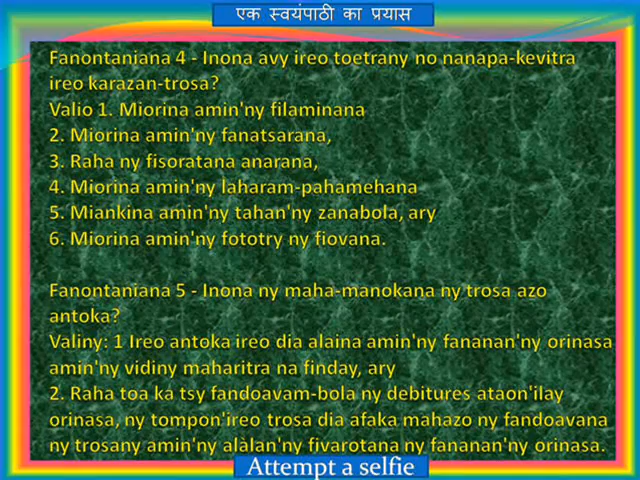 एक स्वयंपाठी का प्रयास
Fanontaniana 4 - Inona avy ireo toetrany no nanapa-kevitra
ireo karazan-trosa?
Valio 1. Miorina amin'ny filaminana
2. Miorina amin'ny fanatsarana,
3. Raha ny fisoratana anarana,
4. Miorina amin'ny laharam-pahamehana
5. Miankina amin'ny tahan'ny zanabola, ary
6. Miorina amin'ny fototry ny fiovana.
Fanontaniana 5 - Inona ny maha-manokana ny trosa azo
antoka?
Valiny: 1 Ireo antoka ireo dia alaina amin'ny fananan'ny orinasa
amin'ny vidiny maharitra na finday, ary
2. Raha toa ka tsy fandoavam-bola ny debitures ataon'ilay
orinasa, ny tompon'ireo trosa dia afaka mahazo ny fandoavana
ny trosany amin'ny alàlan'ny fivarotana ny fananan'ny orinasa.
Attempt a selfie